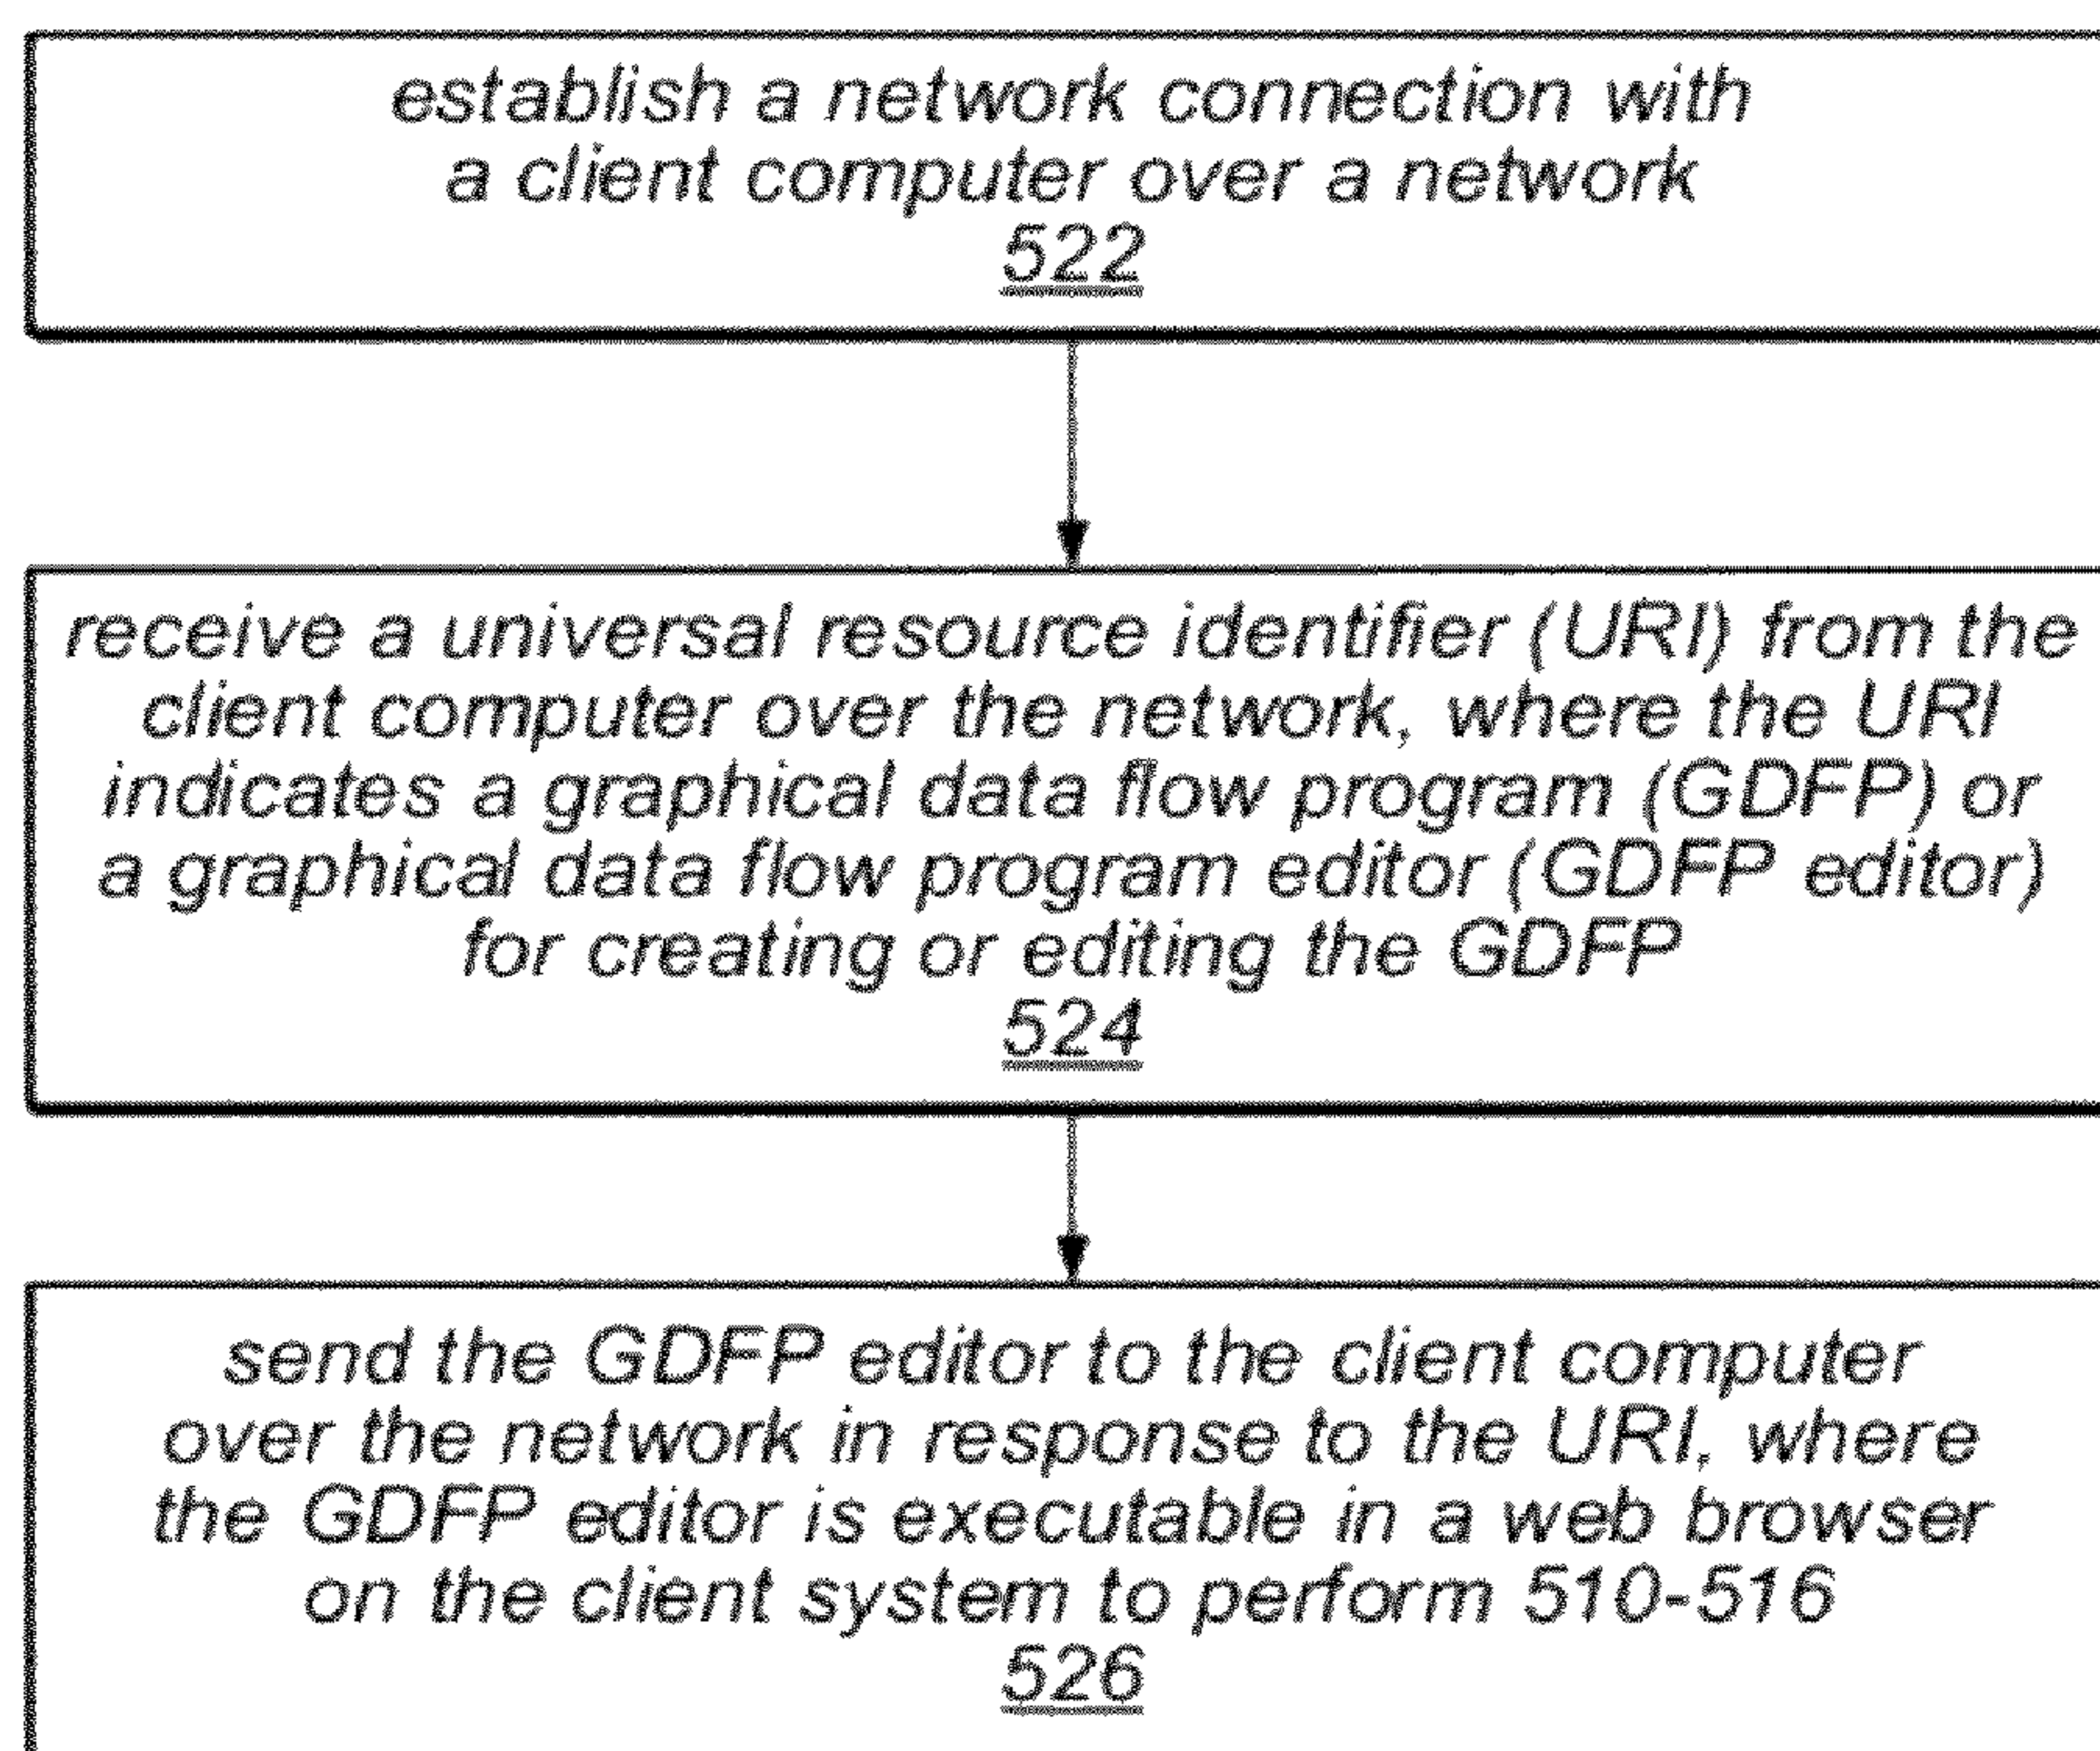 establish a network connection with
a client computer over a network
522
receive a universal resource identifier (URI) from the
client computer over the network, where the URI
indicates a graphical data flow program (GDFP) or
a graphical data flow program editor (GDFP editor)
for creating or editing the GDFP
524
send the GDFP editor to the client computer
over the network in response to the URI, where
the GDFP editor is executable in a web browser
on the client system to perform 510-516
526